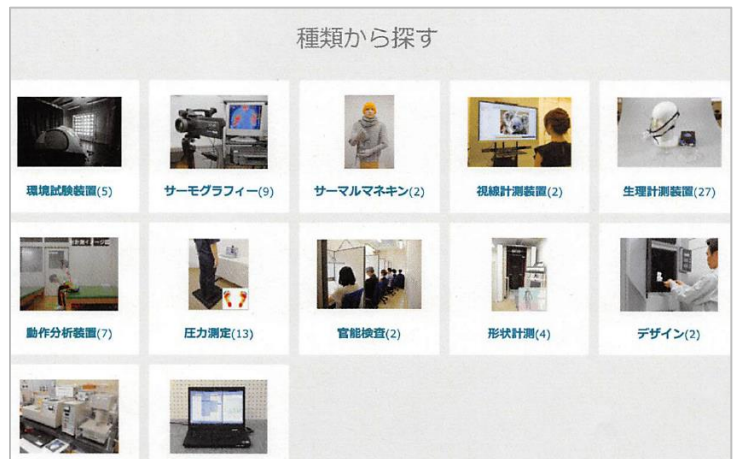 種類から探す
環境試験装置(5)
サーモグラフィー(9)
サーマルマネキン(2)
視線計測装置(2)
生理計測装置(27)
動作分析装置(7)
圧力測定(13)
官能検査(2)
形状計測(4)
デザイン(2)